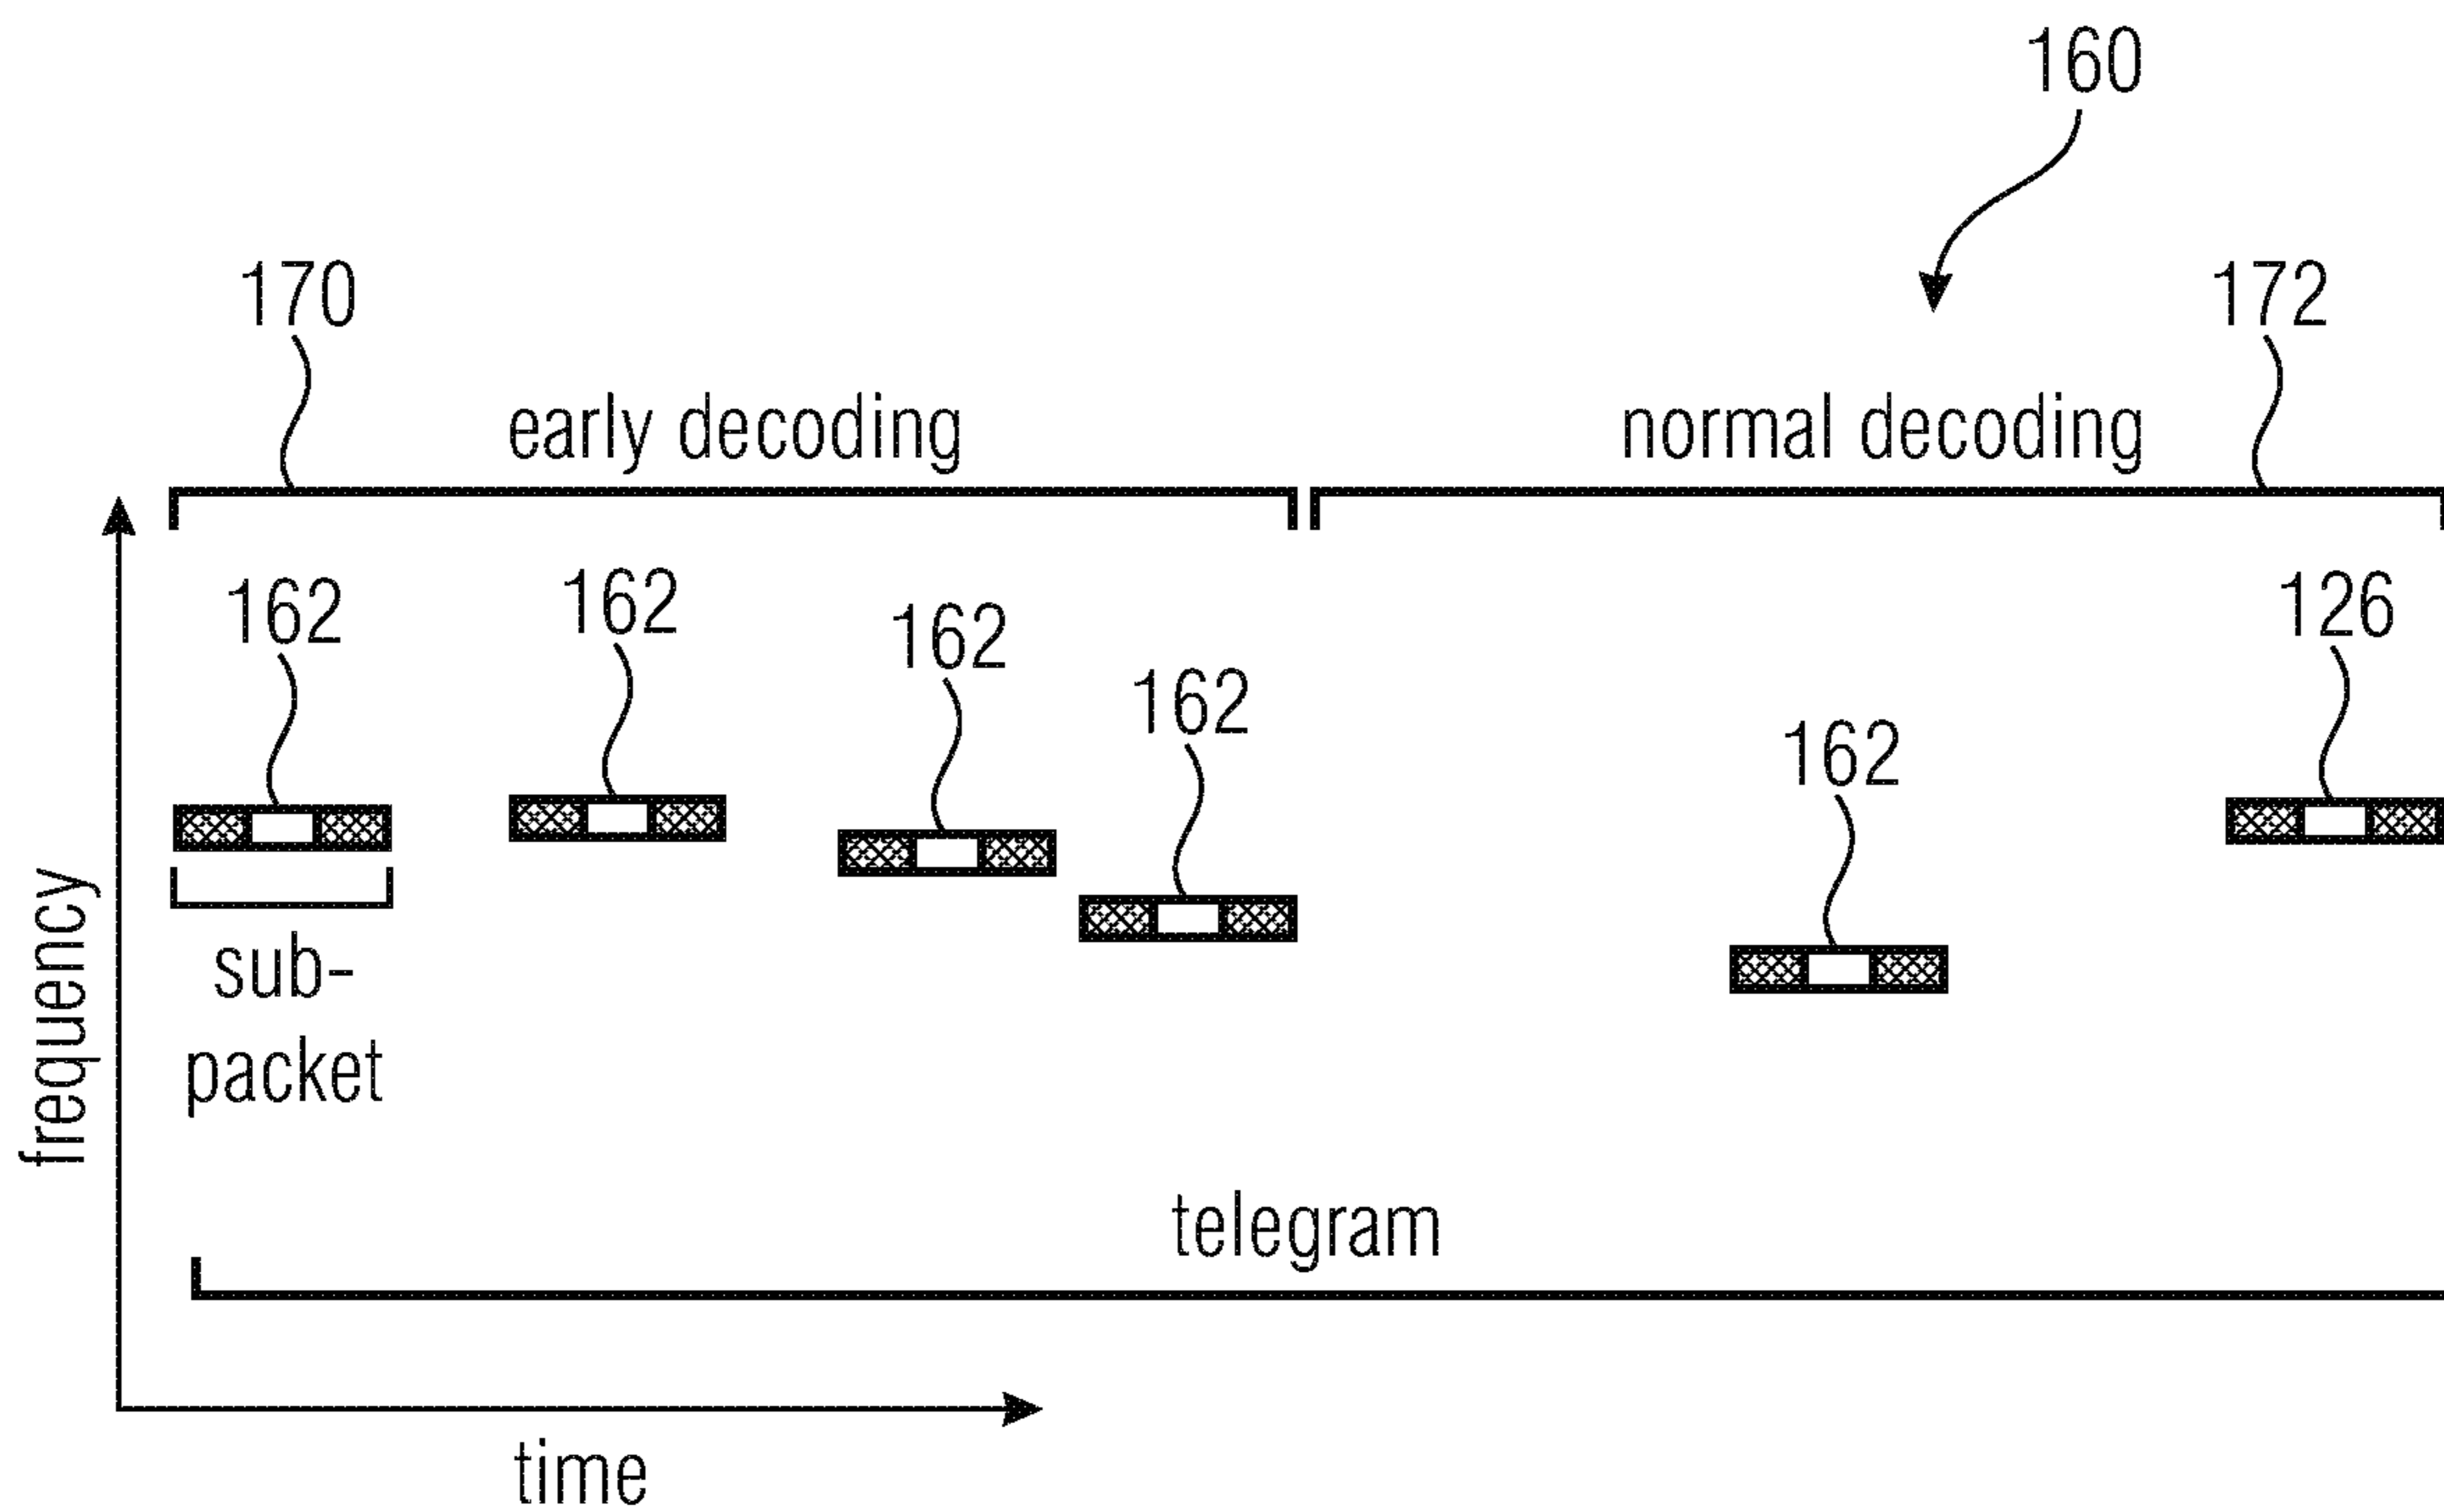 160
170
172
early decoding
normal decoding
162
162
162
162
162
126
sub-
packet
frequency
telegram
time